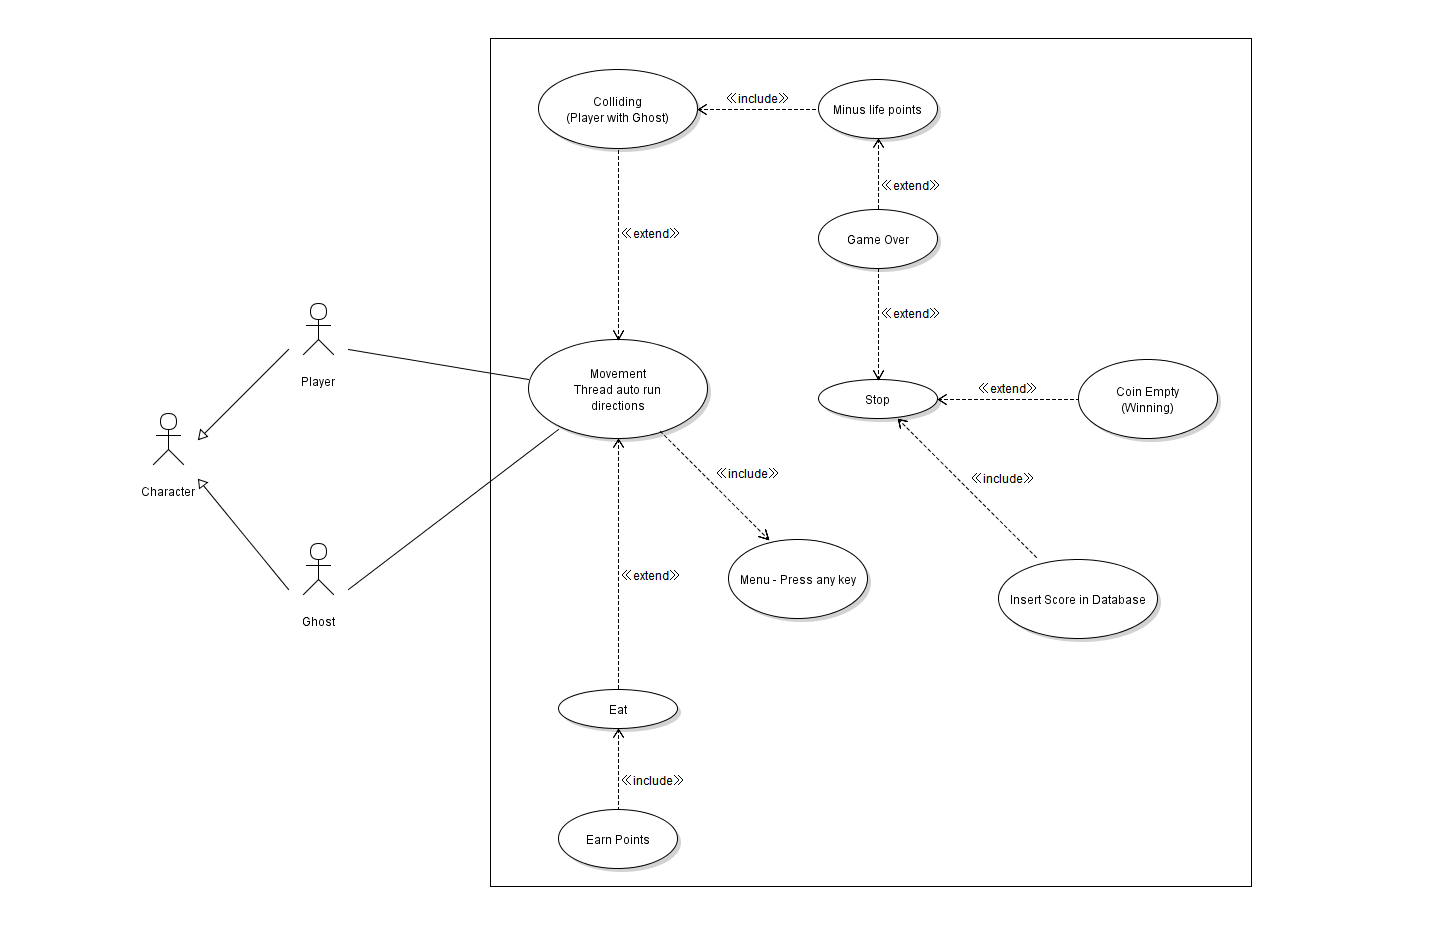 Colliding
(Player with Ghost)
≪include≫
Minus life points
≪extend≫
≪extend≫
Game Over
≪extend≫
Player
Movement
Thread auto run
directions
Stop
≪extend≫
Coin Empty
(Winning)
Character
≪include≫
≪include≫
Ghost
≪extend≫
Menu - Press any key
Insert Score in Database
Eat
≪include≫
Earn Points